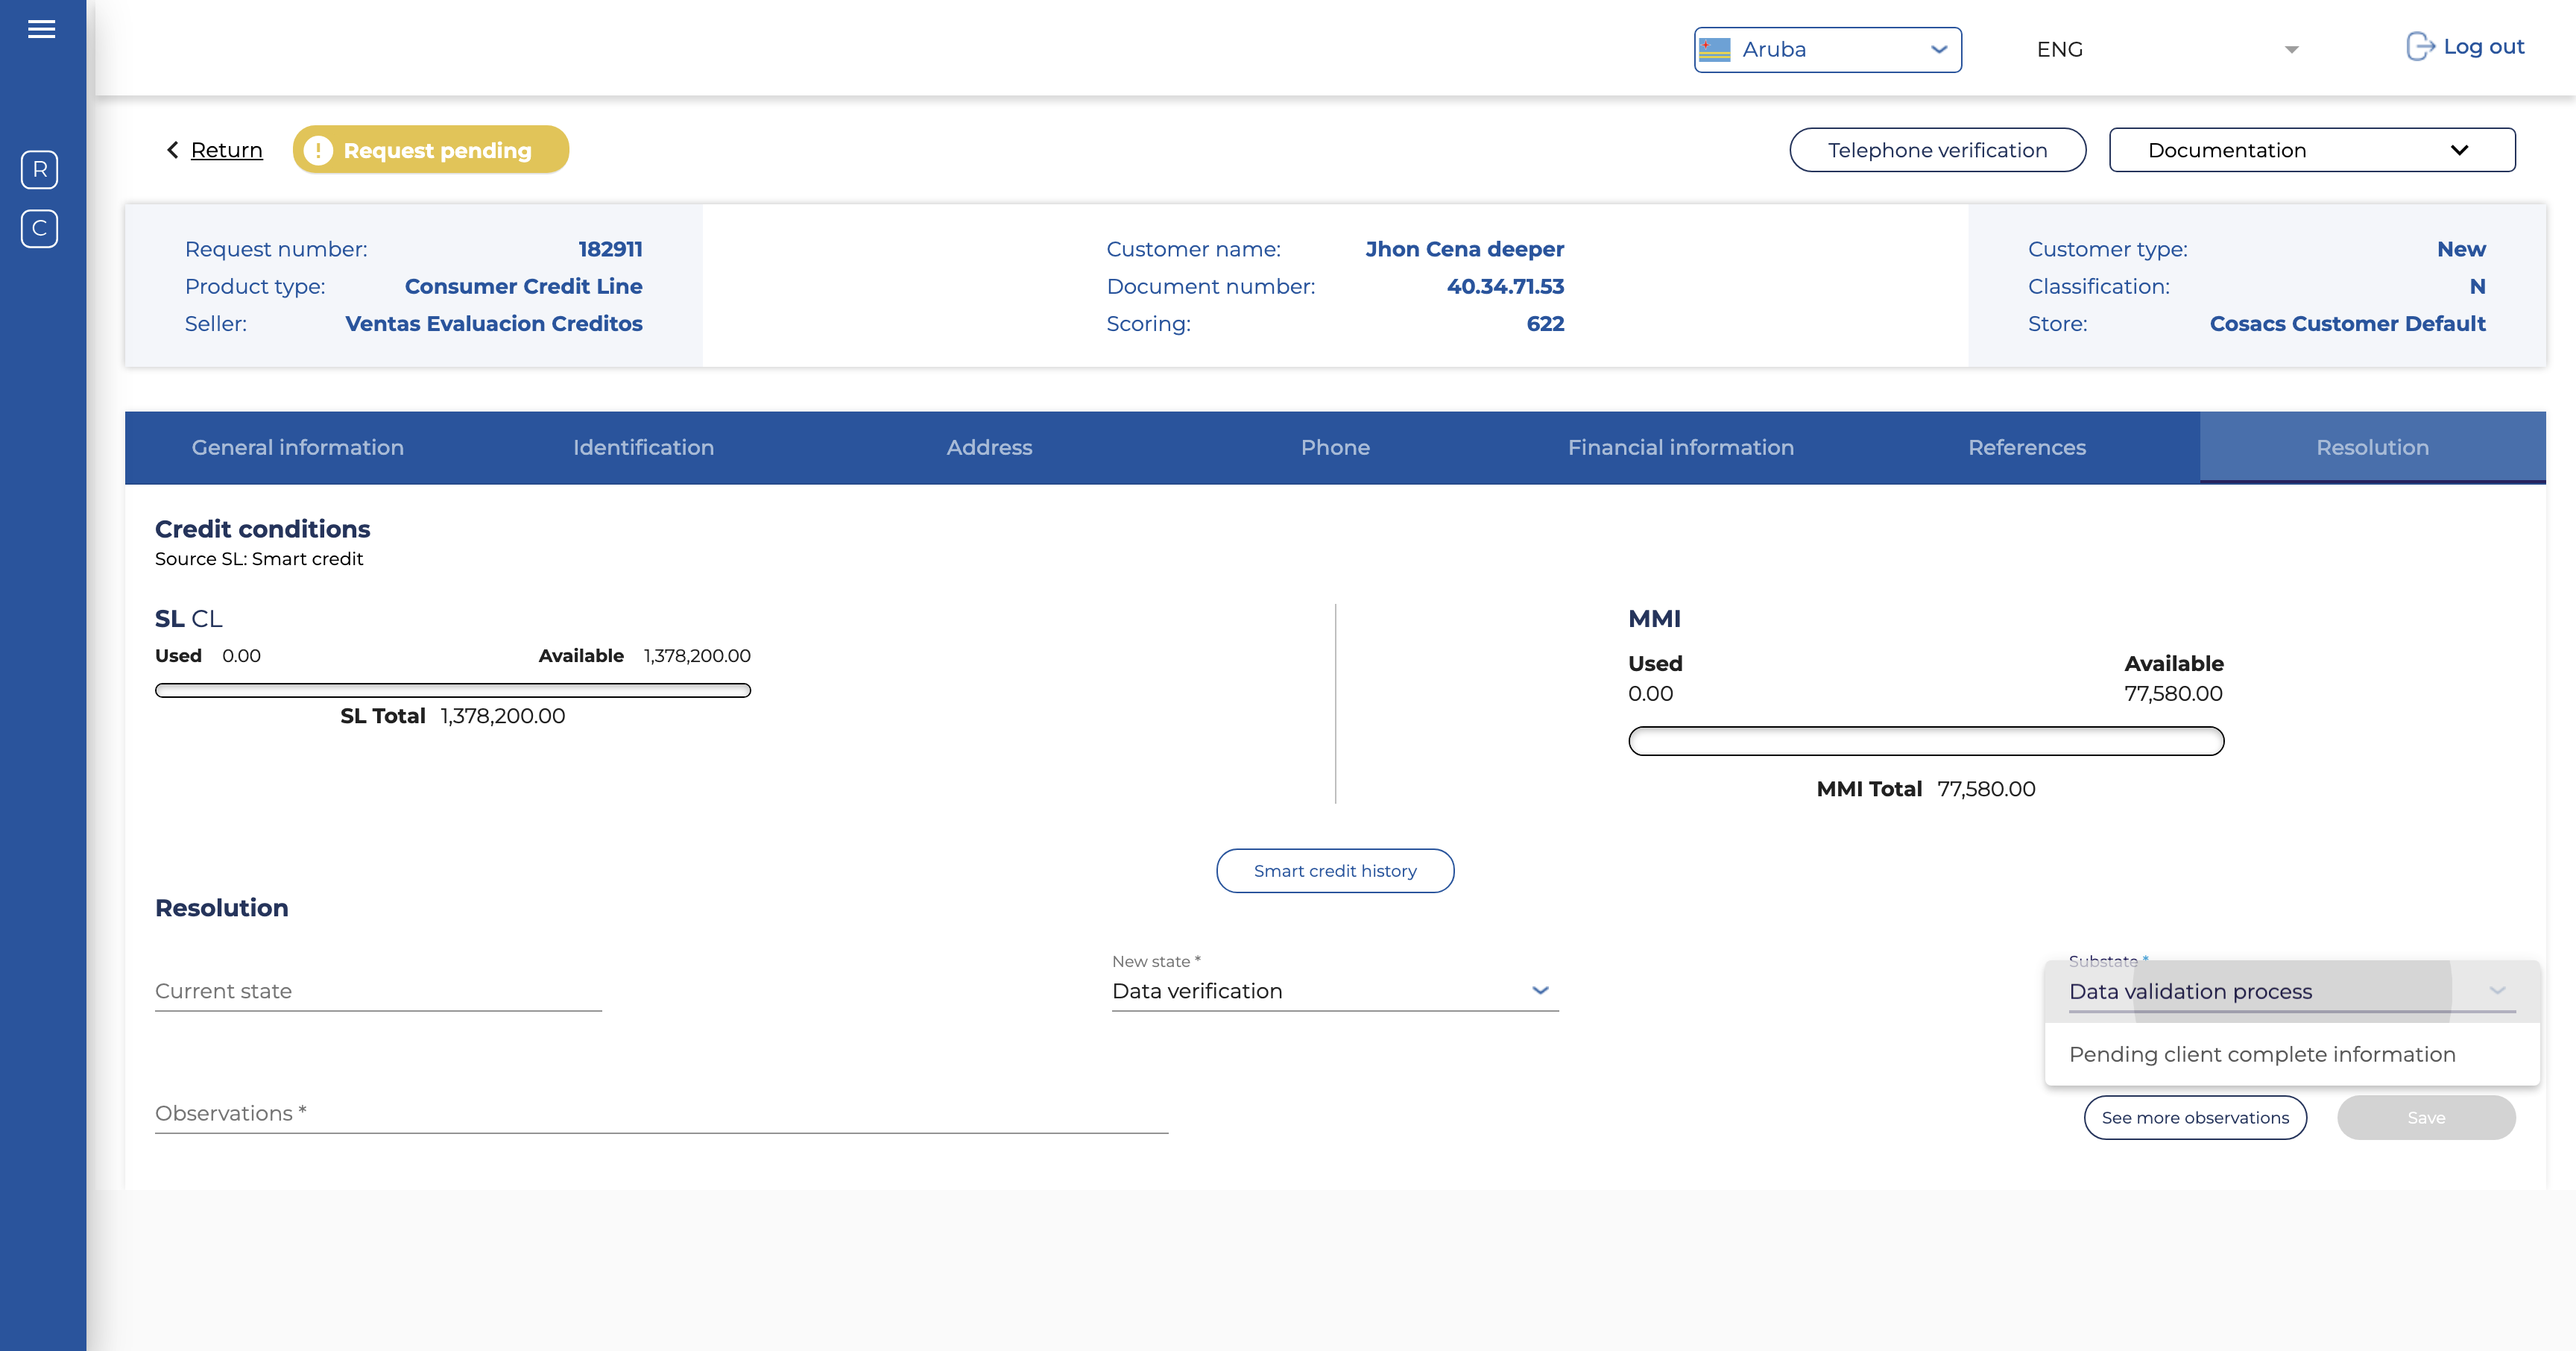 Aruba
ENG
Log out
R
C
Return
Request pending
Telephone verification
Documentation
Request number: 182911
Product type: Consumer Credit Line
Seller: Ventas Evaluacion Creditos
Customer name: Jhon Cena deeper
Document number: 40.34.71.53
Scoring: 622
Customer type: New
Classification: N
Store: Cosacs Customer Default
General information
Identification
Address
Phone
Financial information
References
Resolution
Credit conditions
Source SL: Smart credit
SL CL
Used 0.00 Available 1,378,200.00
SL Total 1,378,200.00
MMI
Used Available
0.00 77,580.00
MMI Total 77,580.00
Smart credit history
Resolution
Current state
New state *
Data verification
Substate *
Data validation process
Pending client complete information
Observations *
See more observations
Save